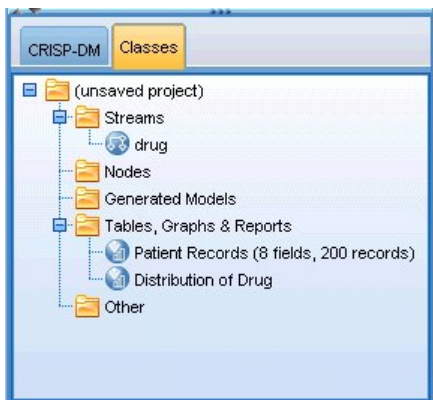 CRISP-DM Classes
(unsaved project)
Streams
drug
Nodes
Generated Models
Tables, Graphs & Reports
Patient Records (8 fields, 200 records)
Distribution of Drug
Other